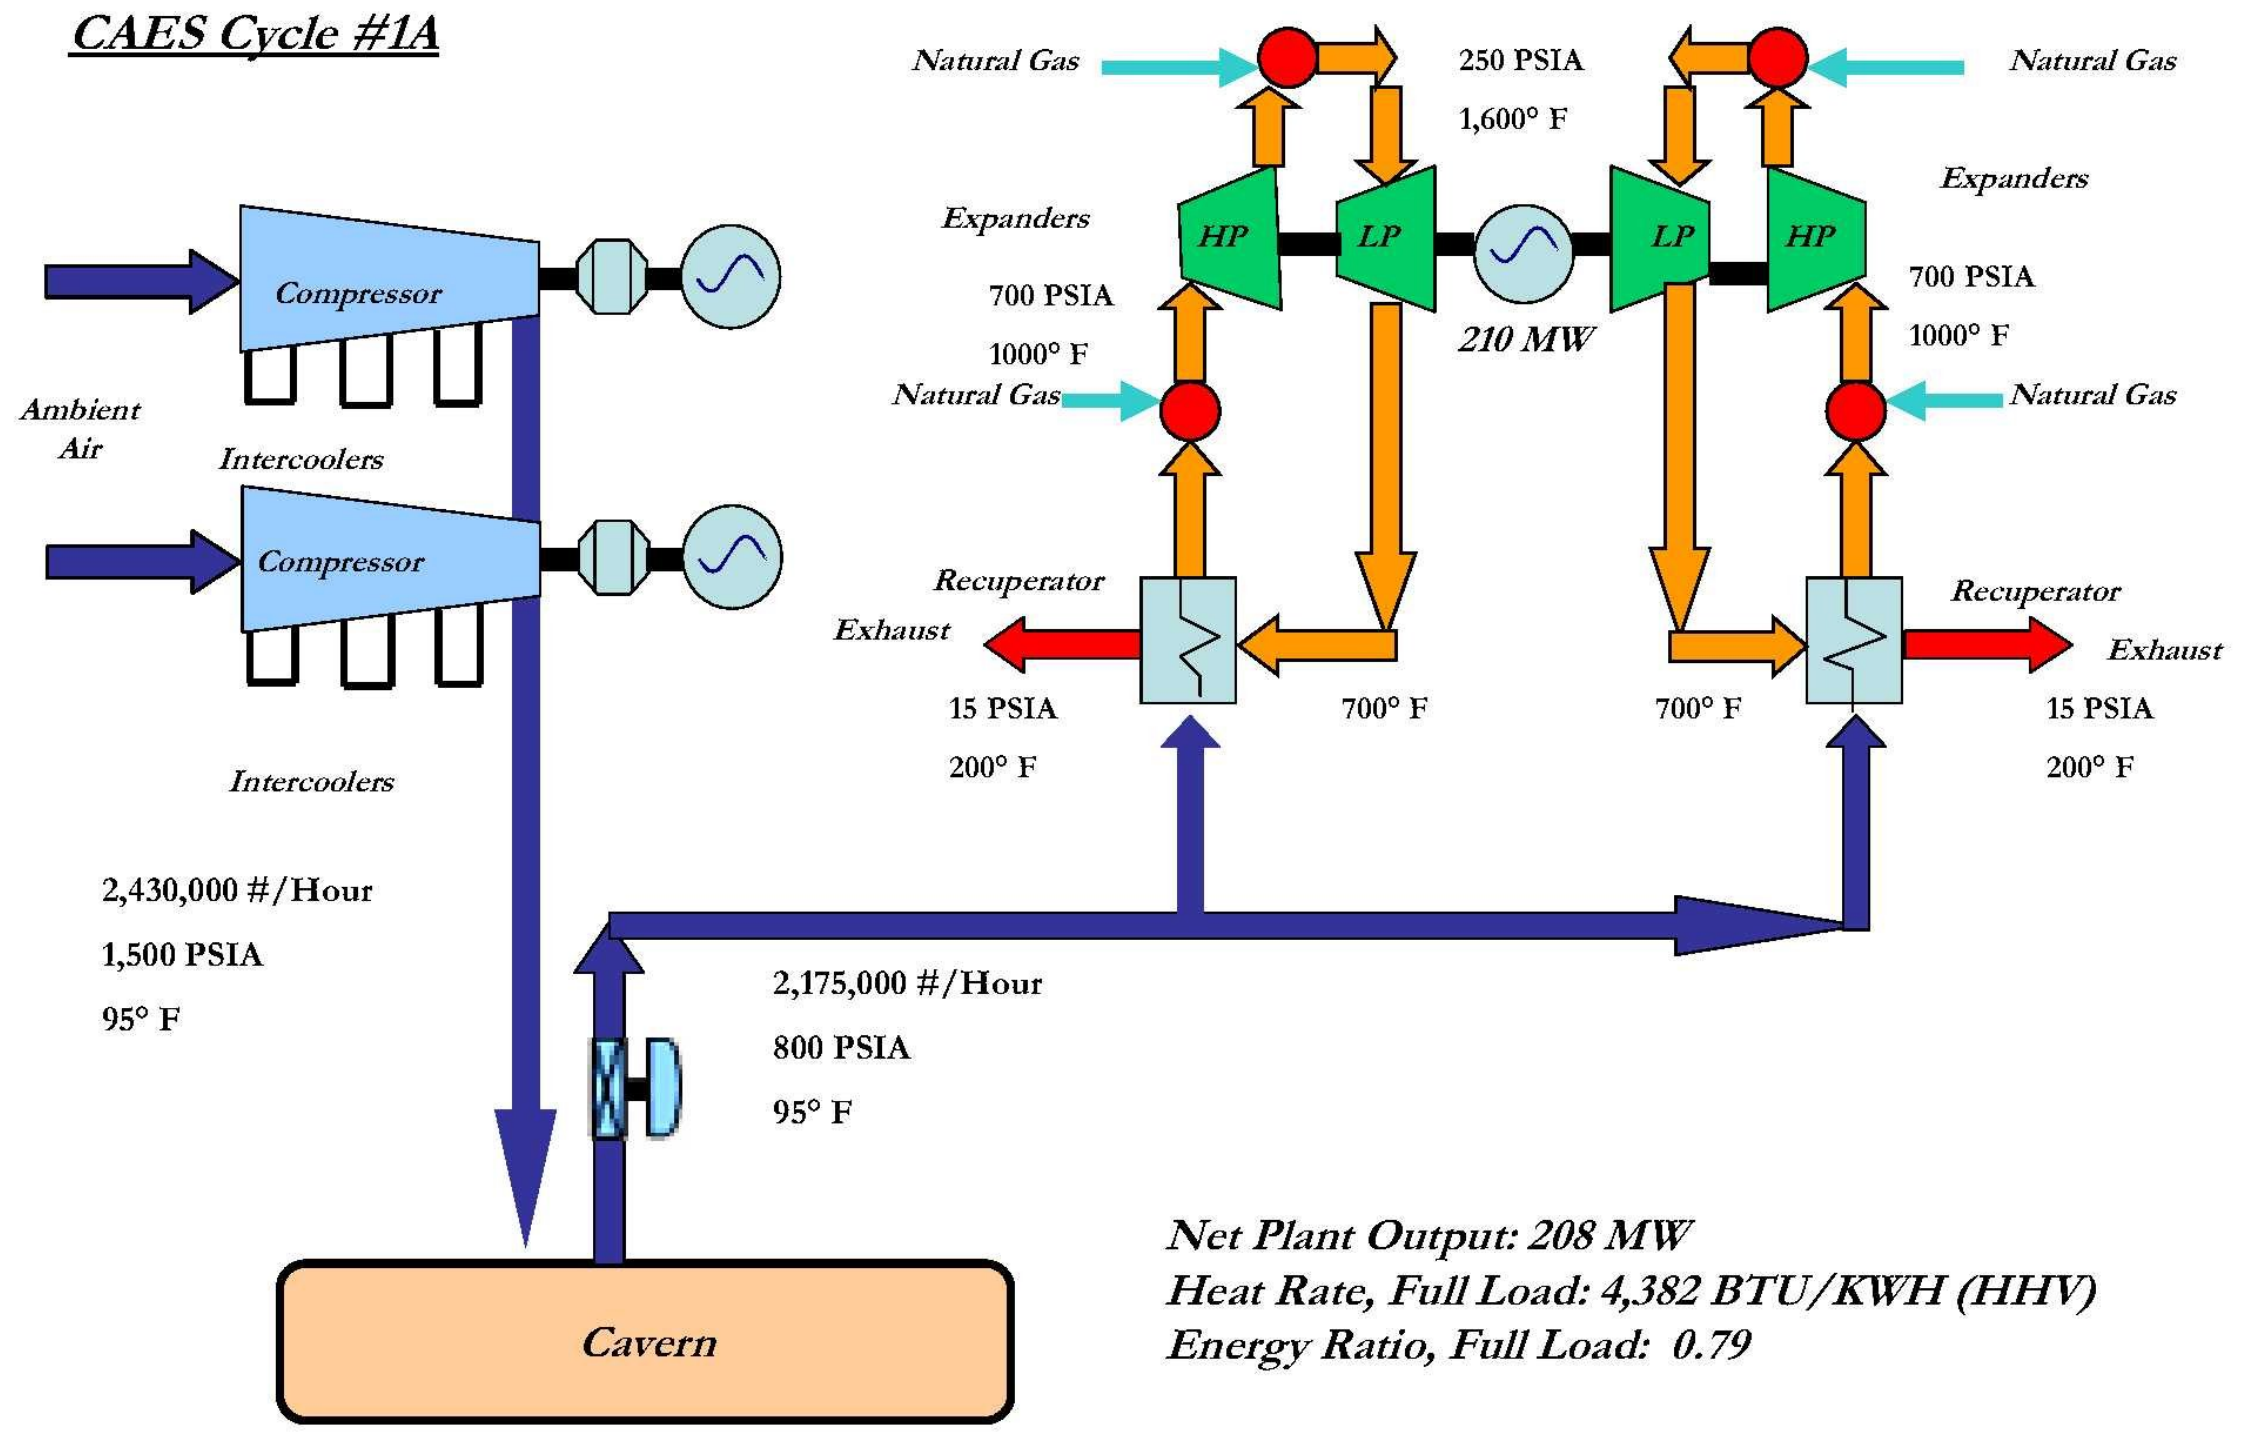 CAES Cycle #1A
Natural Gas
250 PSIA
1,600° F
Natural Gas
Expanders
Expanders
HP
LP
LP
HP
Compressor
700 PSIA
1000° F
210 MW
700 PSIA
1000° F
Natural Gas
Natural Gas
Ambient
Air
Intercoolers
Compressor
Recuperator
Exhaust
Recuperator
Exhaust
15 PSIA
200° F
700° F
700° F
15 PSIA
200° F
Intercoolers
2,430,000 #/Hour
1,500 PSIA
95° F
2,175,000 #/Hour
800 PSIA
95° F
Cavern
Net Plant Output: 208 MW
Heat Rate, Full Load: 4,382 BTU/KWH (HHV)
Energy Ratio, Full Load: 0.79